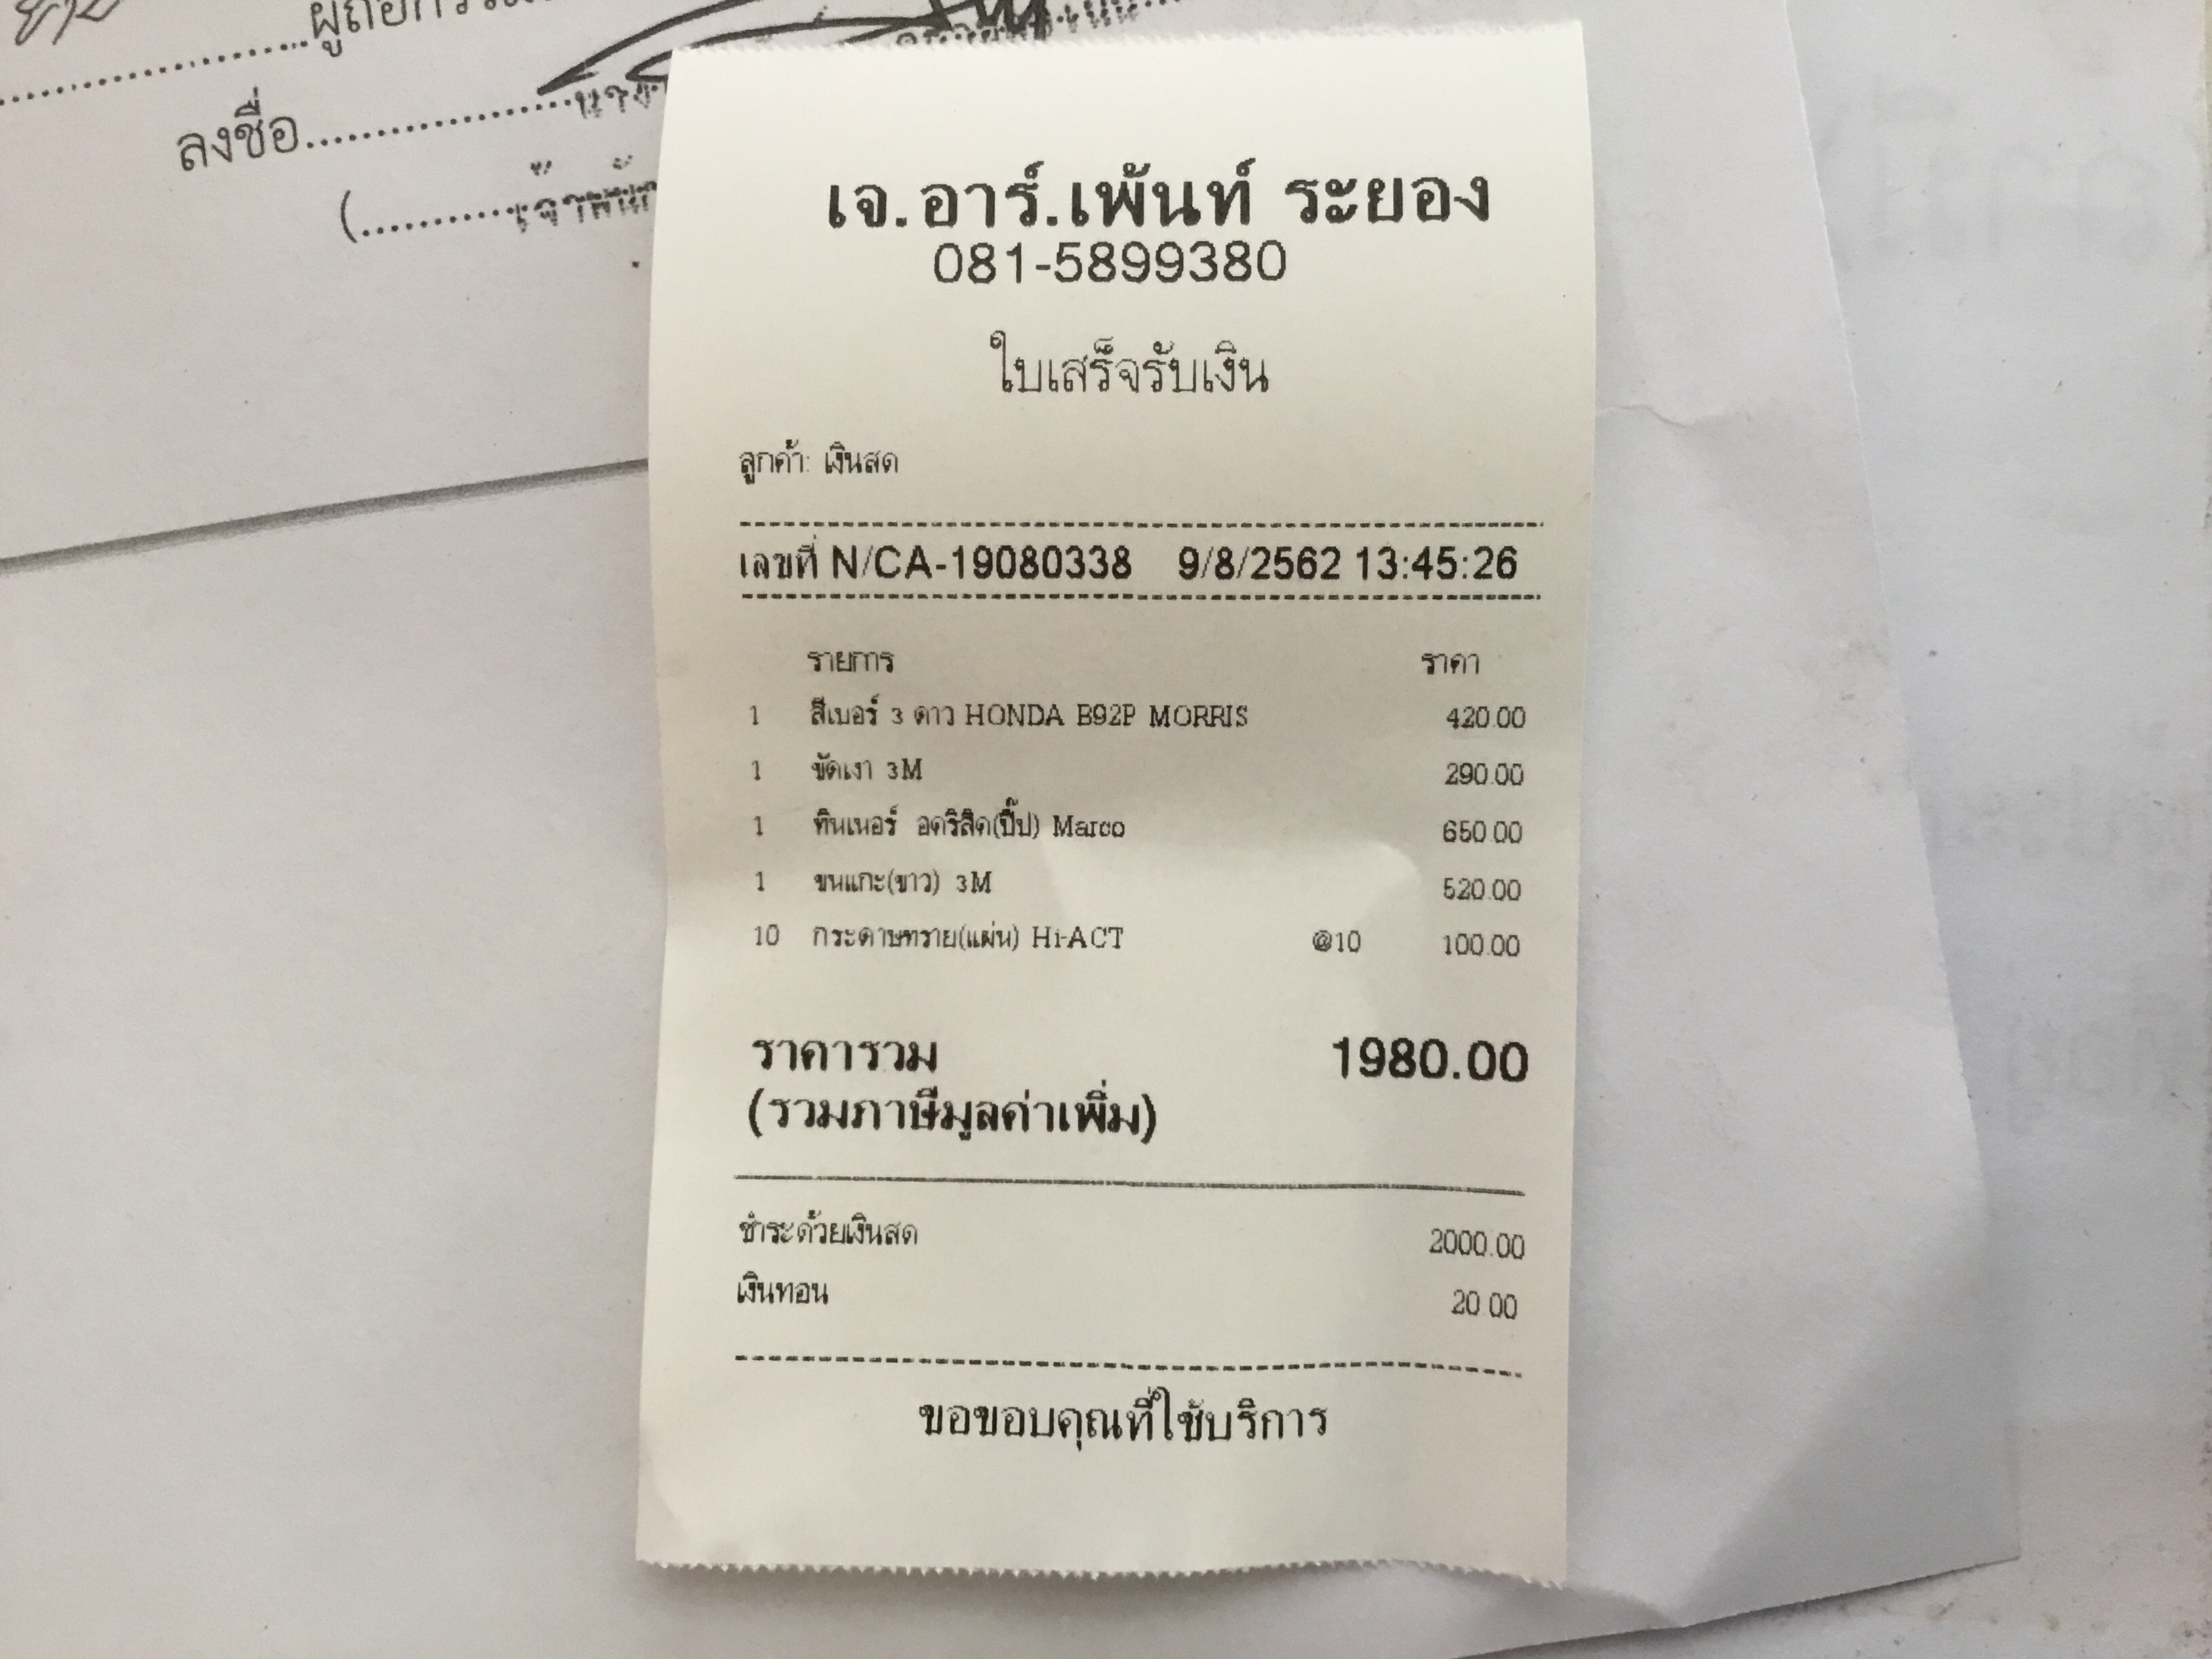 ลงชื่อ
เจ.อาร์.เพ้นท์ ระยอง
081-5899380
ใบเสร็จรับเงิน
ลูกค้า: เงินสด
เลขที่ N/CA-19080338 9/8/2562 13:45:26
รายการ ราคา
1 สีเบอร์ 3 ดาว HONDA B92P MORRIS 420.00
1 ขัดเงา 3M 290.00
1 ทินเนอร์ อคริลิค(ปี๊ป) Marco 650.00
1 ขนแกะ(ขาว) 3M 520.00
10 กระดาษทราย(แผ่น) Hi-ACT @10 100.00
ราคารวม 1980.00
(รวมภาษีมูลค่าเพิ่ม)
ชำระด้วยเงินสด 2000.00
เงินทอน 20.00
ขอขอบคุณที่ใช้บริการ